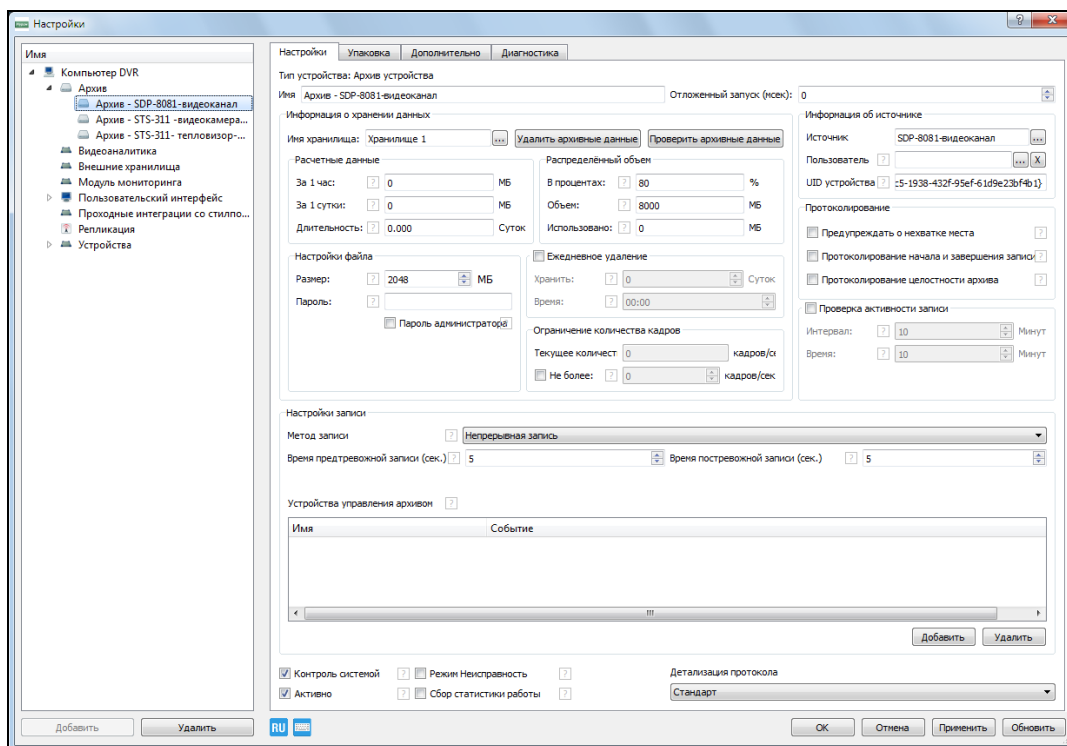 Настройки
Имя
Компьютер DVR
Архив
Архив - SDP-8081-видеоканал
Архив - STS-311 -видеокамера...
Архив - STS-311- тепловизор-...
Видеоаналитика
Внешние хранилища
Модуль мониторинга
Пользовательский интерфейс
Проходные интеграции со стилпо...
Репликация
Устройства
Добавить Удалить
Настройки Упаковка Дополнительно Диагностика
Тип устройства: Архив устройства
Имя Архив - SDP-8081-видеоканал Отложенный запуск (мсек): 0
Информация о хранении данных
Имя хранилища: Хранилище 1 ... Удалить архивные данные Проверить архивные данные
Расчетные данные
За 1 час: ? 0 МБ
За 1 сутки: ? 0 МБ
Длительность: ? 0.000 Суток
Распределённый объем
В процентах: ? 80 %
Объем: ? 8000 МБ
Использовано: ? 0 МБ
Настройки файла
Размер: ? 2048 МБ
Пароль: ?
Пароль администратора ?
Ежедневное удаление
Хранить: ? 0 Суток
Время: ? 00:00
Ограничение количества кадров
Текущее количест 0 кадров/се
Не более: ? 0 кадров/сек
Информация об источнике
Источник SDP-8081-видеоканал ...
Пользователь ? ... X
UID устройства ? :5-1938-432f-95ef-61d9e23bf4b1}
Протоколирование
Предупреждать о нехватке места ?
Протоколирование начала и завершения записи ?
Протоколирование целостности архива ?
Проверка активности записи
Интервал: ? 10 Минут
Время: ? 10 Минут
Настройки записи
Метод записи ? Непрерывная запись
Время предтревожной записи (сек.) ? 5 Время постревожной записи (сек.) ? 5
Устройства управления архивом ?
Имя Событие
Добавить Удалить
Контроль системой ? Режим Неисправность ? Детализация протокола
Активно ? Сбор статистики работы ? Стандарт
RU OK Отмена Применить Обновить